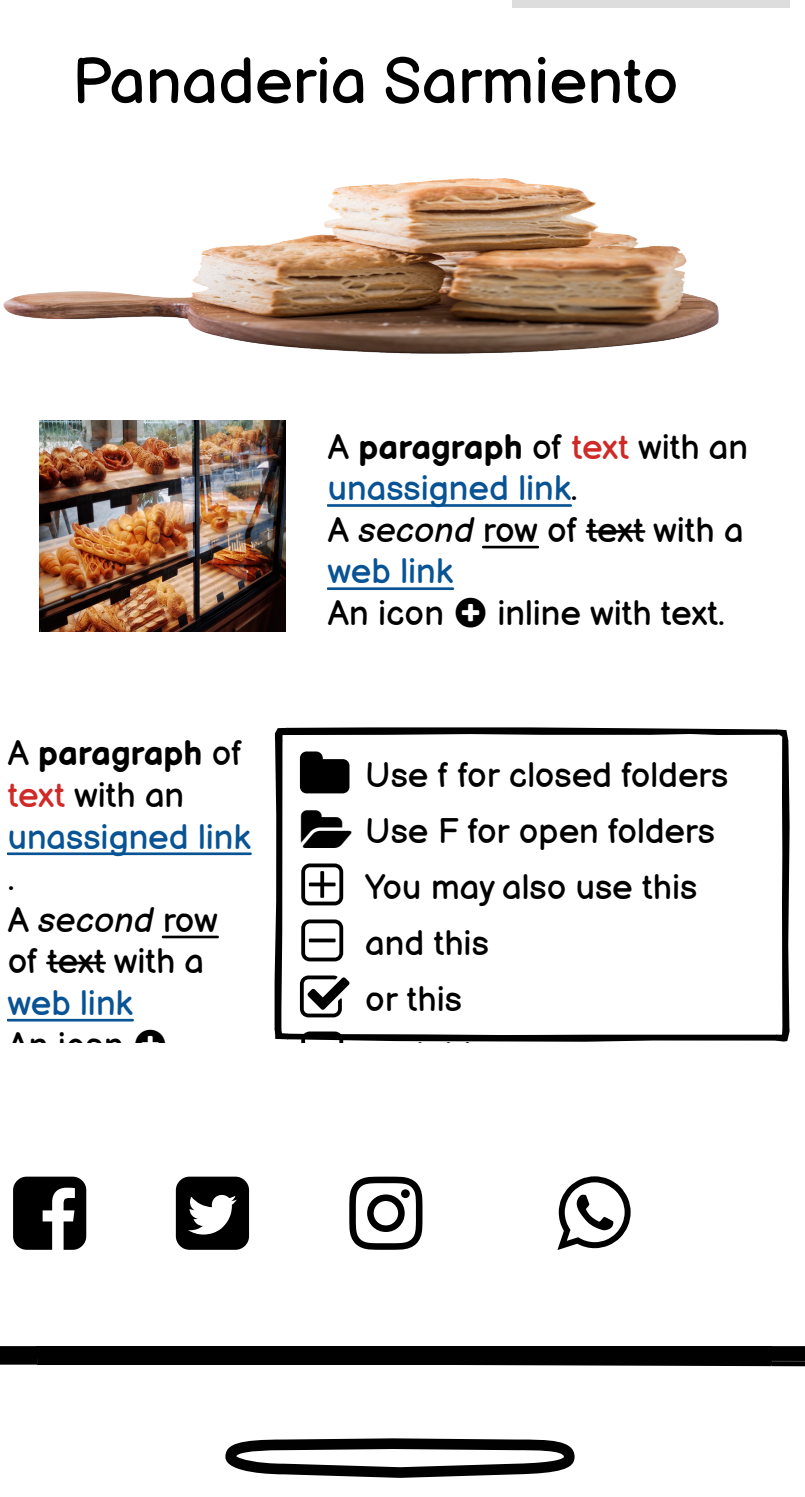 Panaderia Sarmiento
A paragraph of text with an
unassigned link.
A second row of text with a
web link
An icon inline with text.
A paragraph of
text with an
unassigned link
.
A second row
of text with a
web link
An icon
Use f for closed folders
Use F for open folders
You may also use this
and this
or this